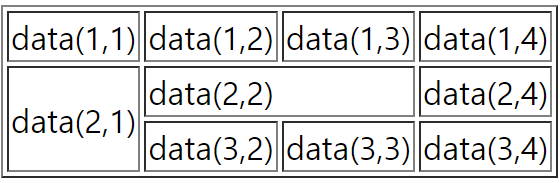 data(1,1) data(1,2) data(1,3) data(1,4)
data(2,1) data(2,2) data(2,4)
data(3,2) data(3,3) data(3,4)